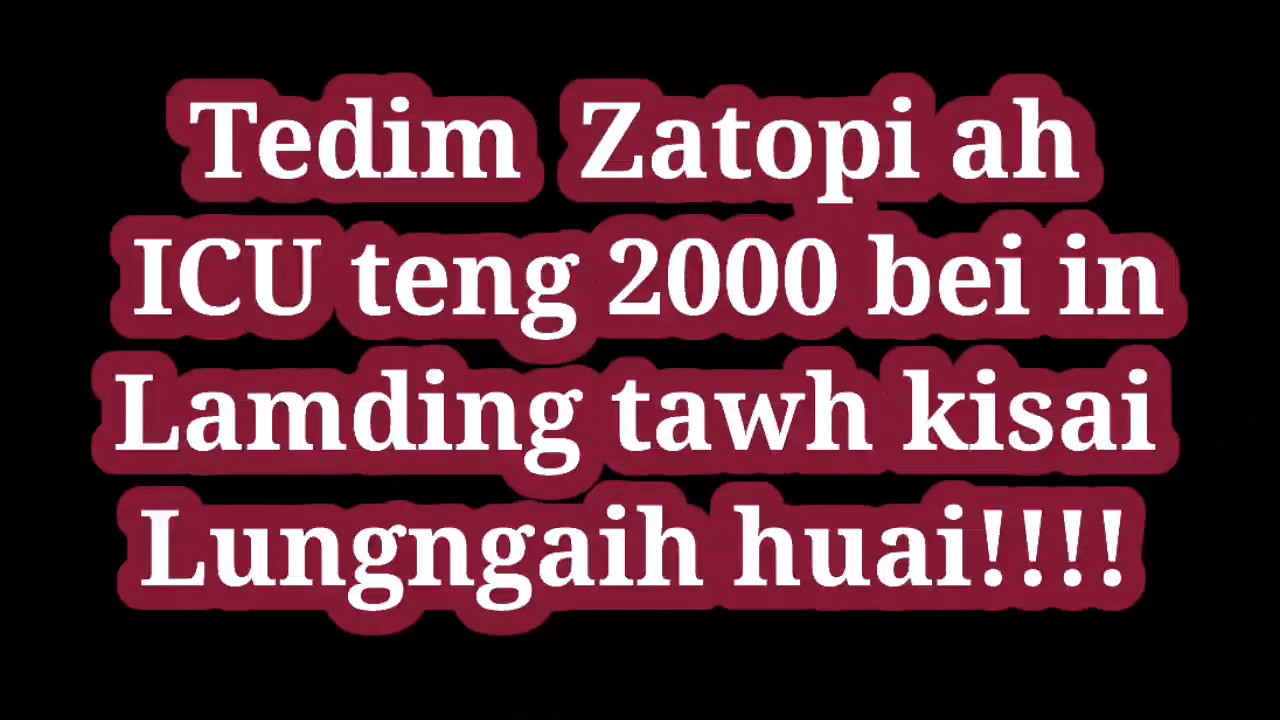 Tedim Zatopi ah
ICU teng 2000 bei in
Lamding tawh kisai
Lungngaih huai!!!!